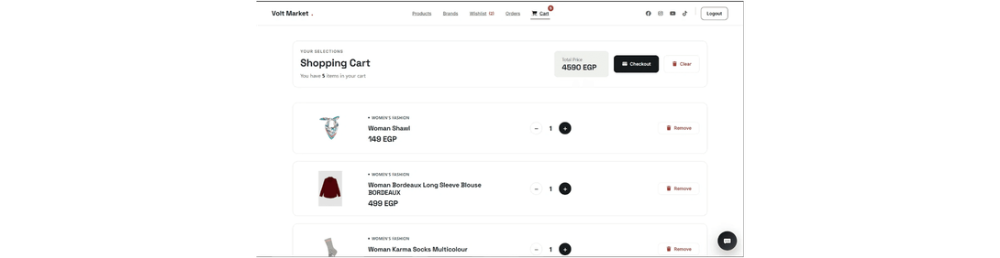 Volt Market .
Products Brands Wishlist (0) Orders Cart Logout
YOUR SELECTIONS
Shopping Cart
You have 5 items in your cart
Total Price
4590 EGP
Checkout
Clear
• WOMEN'S FASHION
Woman Shawl
149 EGP
− 1 +
Remove
• WOMEN'S FASHION
Woman Bordeaux Long Sleeve Blouse
BORDEAUX
499 EGP
− 1 +
Remove
• WOMEN'S FASHION
Woman Karma Socks Multicolour
− 1 +
Remove